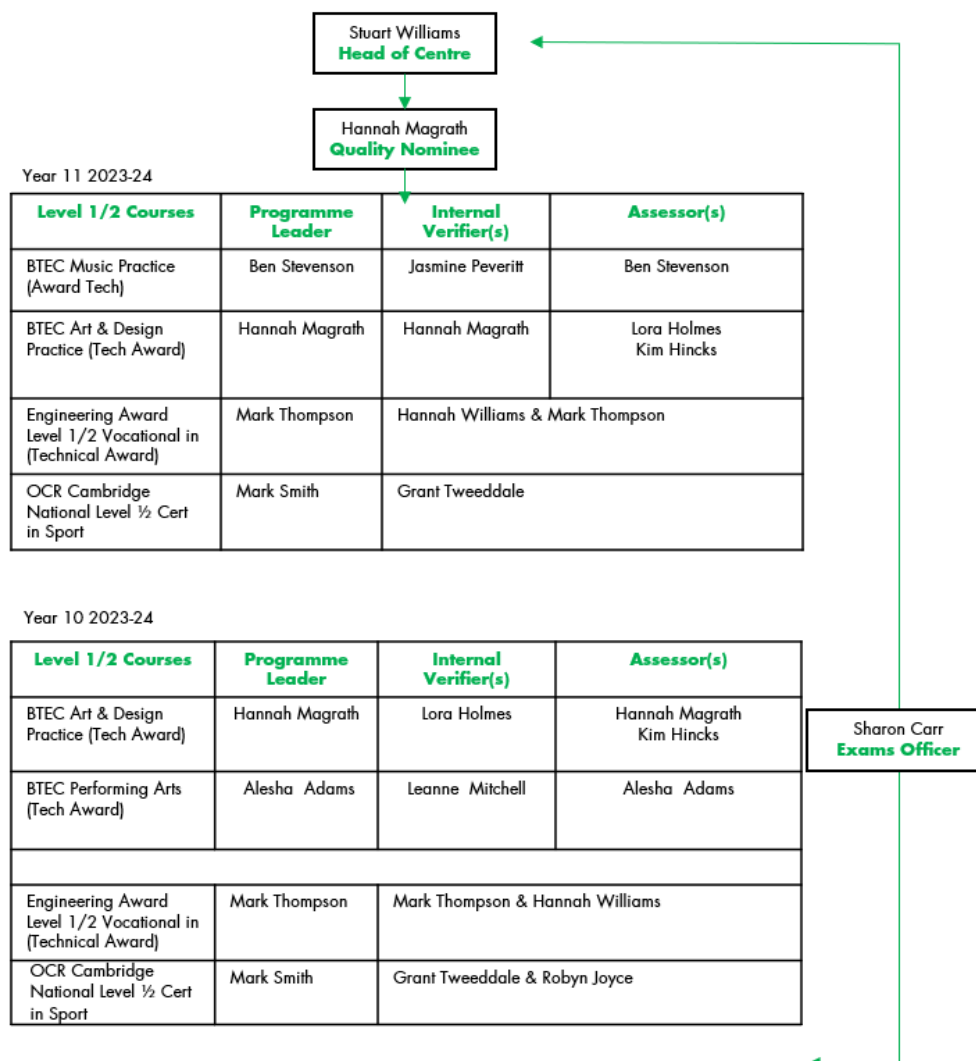 Stuart Williams
Head of Centre
Hannah Magrath
Quality Nominee
Year 11 2023-24
Level 1/2 Courses
Programme
Leader
Internal
Verifier(s)
Assessor(s)
BTEC Music Practice
(Award Tech)
Ben Stevenson
Jasmine Peveritt
Ben Stevenson
BTEC Art & Design
Practice (Tech Award)
Hannah Magrath
Hannah Magrath
Lora Holmes
Kim Hincks
Engineering Award
Level 1/2 Vocational in
(Technical Award)
Mark Thompson
Hannah Williams & Mark Thompson
OCR Cambridge
National Level ½ Cert
in Sport
Mark Smith
Grant Tweeddale
Year 10 2023-24
Level 1/2 Courses
Programme
Leader
Internal
Verifier(s)
Assessor(s)
BTEC Art & Design
Practice (Tech Award)
Hannah Magrath
Lora Holmes
Hannah Magrath
Kim Hincks
BTEC Performing Arts
(Tech Award)
Alesha Adams
Leanne Mitchell
Alesha Adams
Engineering Award
Level 1/2 Vocational in
(Technical Award)
Mark Thompson
Mark Thompson & Hannah Williams
OCR Cambridge
National Level ½ Cert
in Sport
Mark Smith
Grant Tweeddale & Robyn Joyce
Sharon Carr
Exams Officer